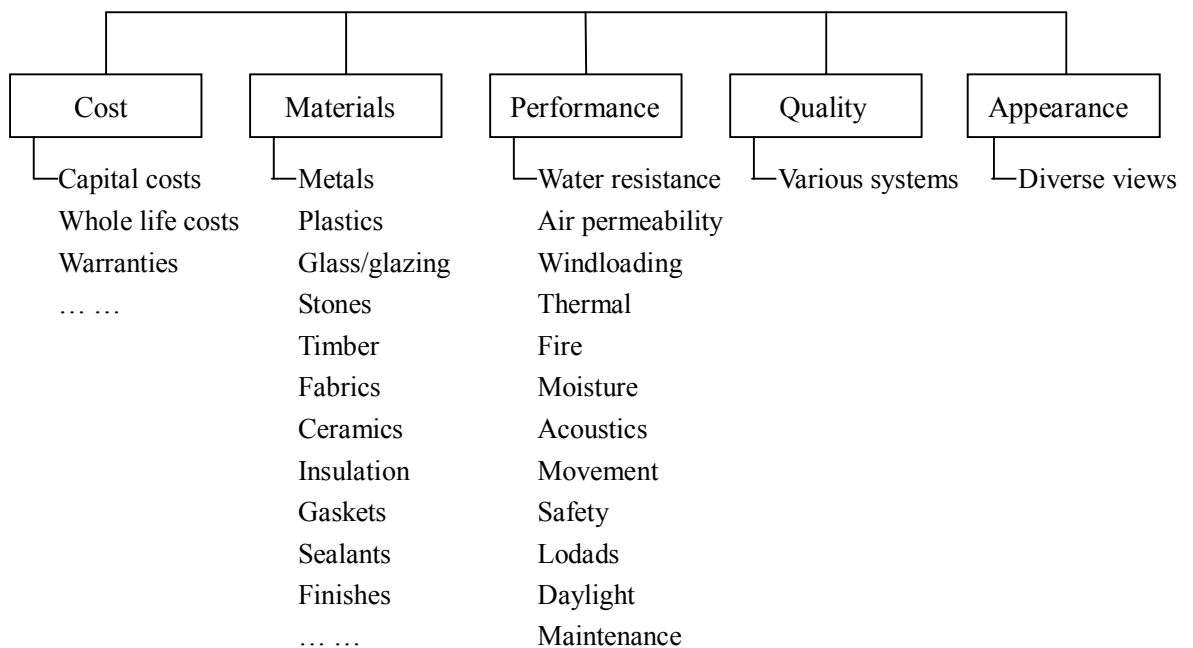 Cost
Capital costs
Whole life costs
Warranties
… …
Materials
Metals
Plastics
Glass/glazing
Stones
Timber
Fabrics
Ceramics
Insulation
Gaskets
Sealants
Finishes
… …
Performance
Water resistance
Air permeability
Windloading
Thermal
Fire
Moisture
Acoustics
Movement
Safety
Lodads
Daylight
Maintenance
Quality
Various systems
Appearance
Diverse views